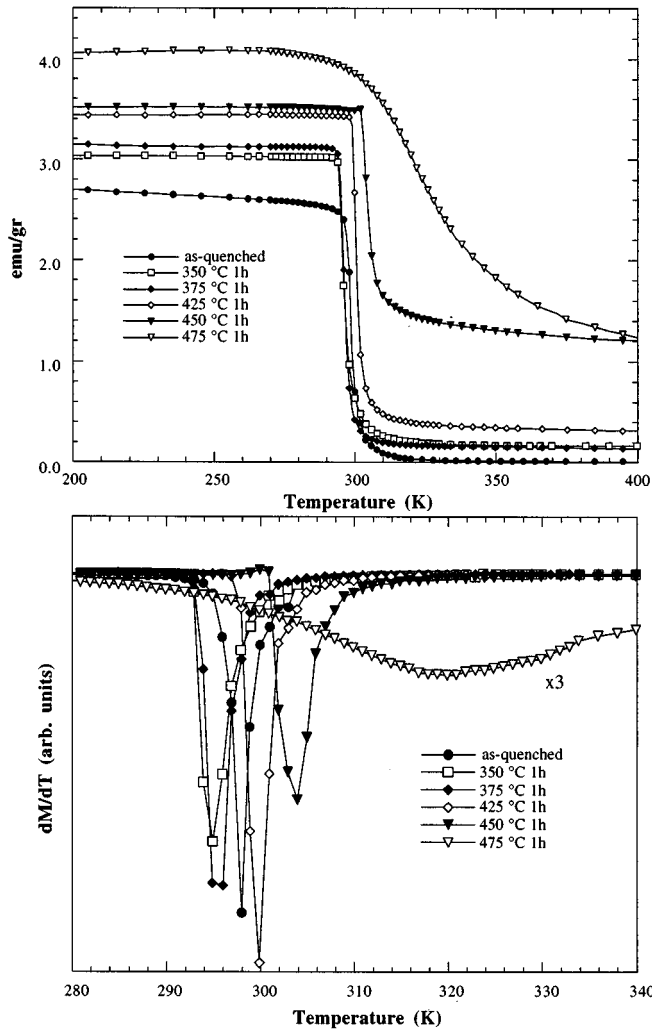 4.0
3.0
2.0
1.0
0.0
emu/gr
as-quenched
350 °C 1h
375 °C 1h
425 °C 1h
450 °C 1h
475 °C 1h
200 250 300 350 400
Temperature (K)
dM/dT (arb. units)
x3
as-quenched
350 °C 1h
375 °C 1h
425 °C 1h
450 °C 1h
475 °C 1h
280 290 300 310 320 330 340
Temperature (K)